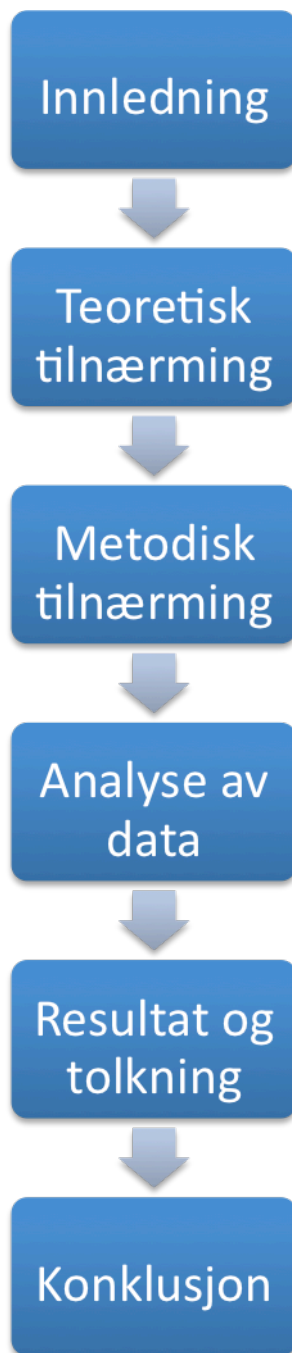 Innledning
Teoretisk
tilnærming
Metodisk
tilnærming
Analyse av
data
Resultat og
tolkning
Konklusjon